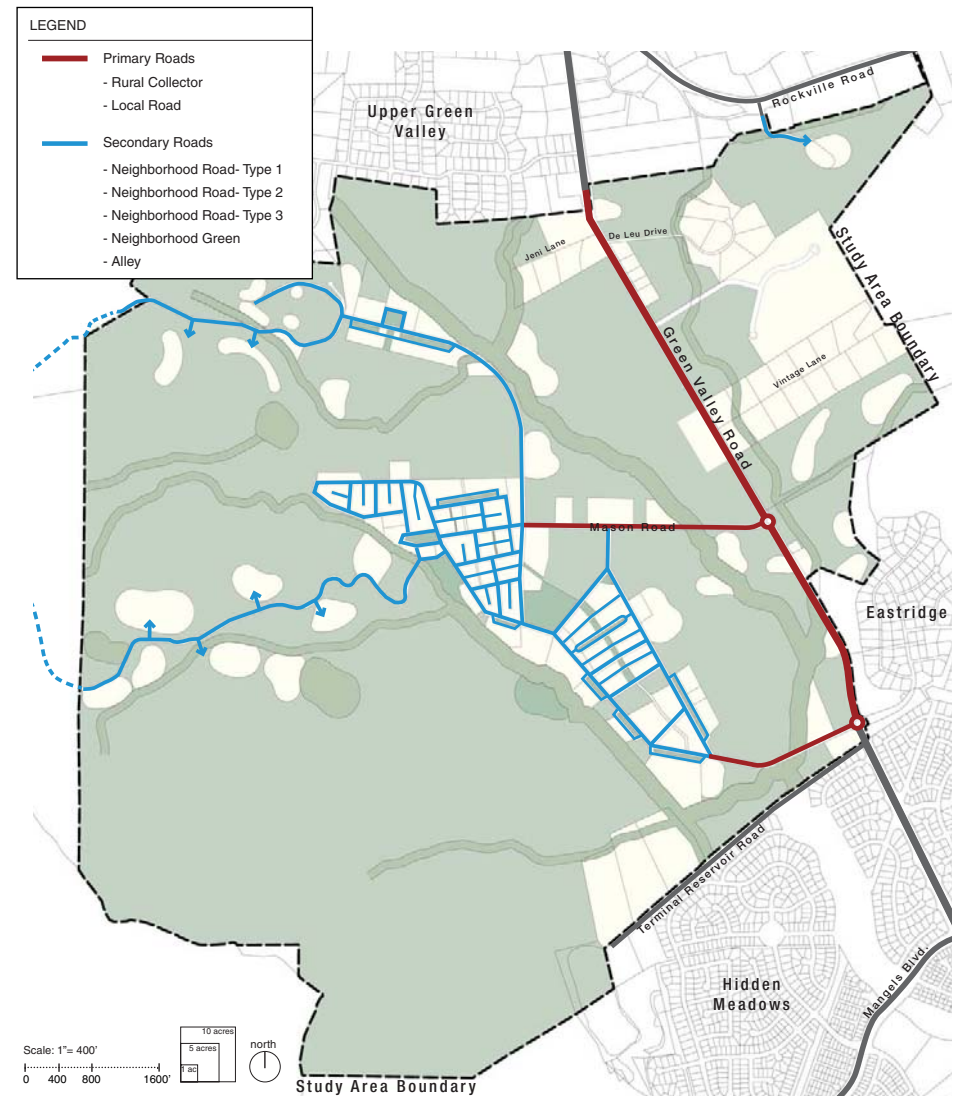 LEGEND
Primary Roads
- Rural Collector
- Local Road
Secondary Roads
- Neighborhood Road- Type 1
- Neighborhood Road- Type 2
- Neighborhood Road- Type 3
- Neighborhood Green
- Alley
Upper Green
Valley
Rockville Road
Jeni Lane
De Leu Drive
Study Area Boundary
Green Valley Road
Vintage Lane
Mason Road
Eastridge
Terminal Reservoir Road
Hidden
Meadows
Mangels Blvd.
Scale: 1"= 400'
0 400 800 1600'
10 acres
5 acres
1 ac
north
Study Area Boundary